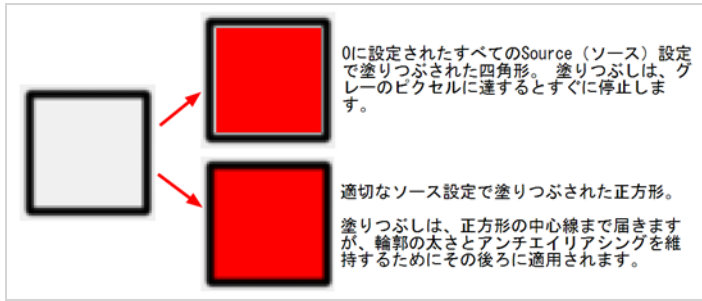 0に設定されたすべてのSource（ソース）設定
で塗りつぶされた四角形。 塗りつぶしは、グ
レーのピクセルに達するとすぐに停止しま
す。
適切なソース設定で塗りつぶされた正方形。
塗りつぶしは、正方形の中心線まで届きます
が、輪郭の太さとアンチエイリアシングを維
持するためにその後ろに適用されます。